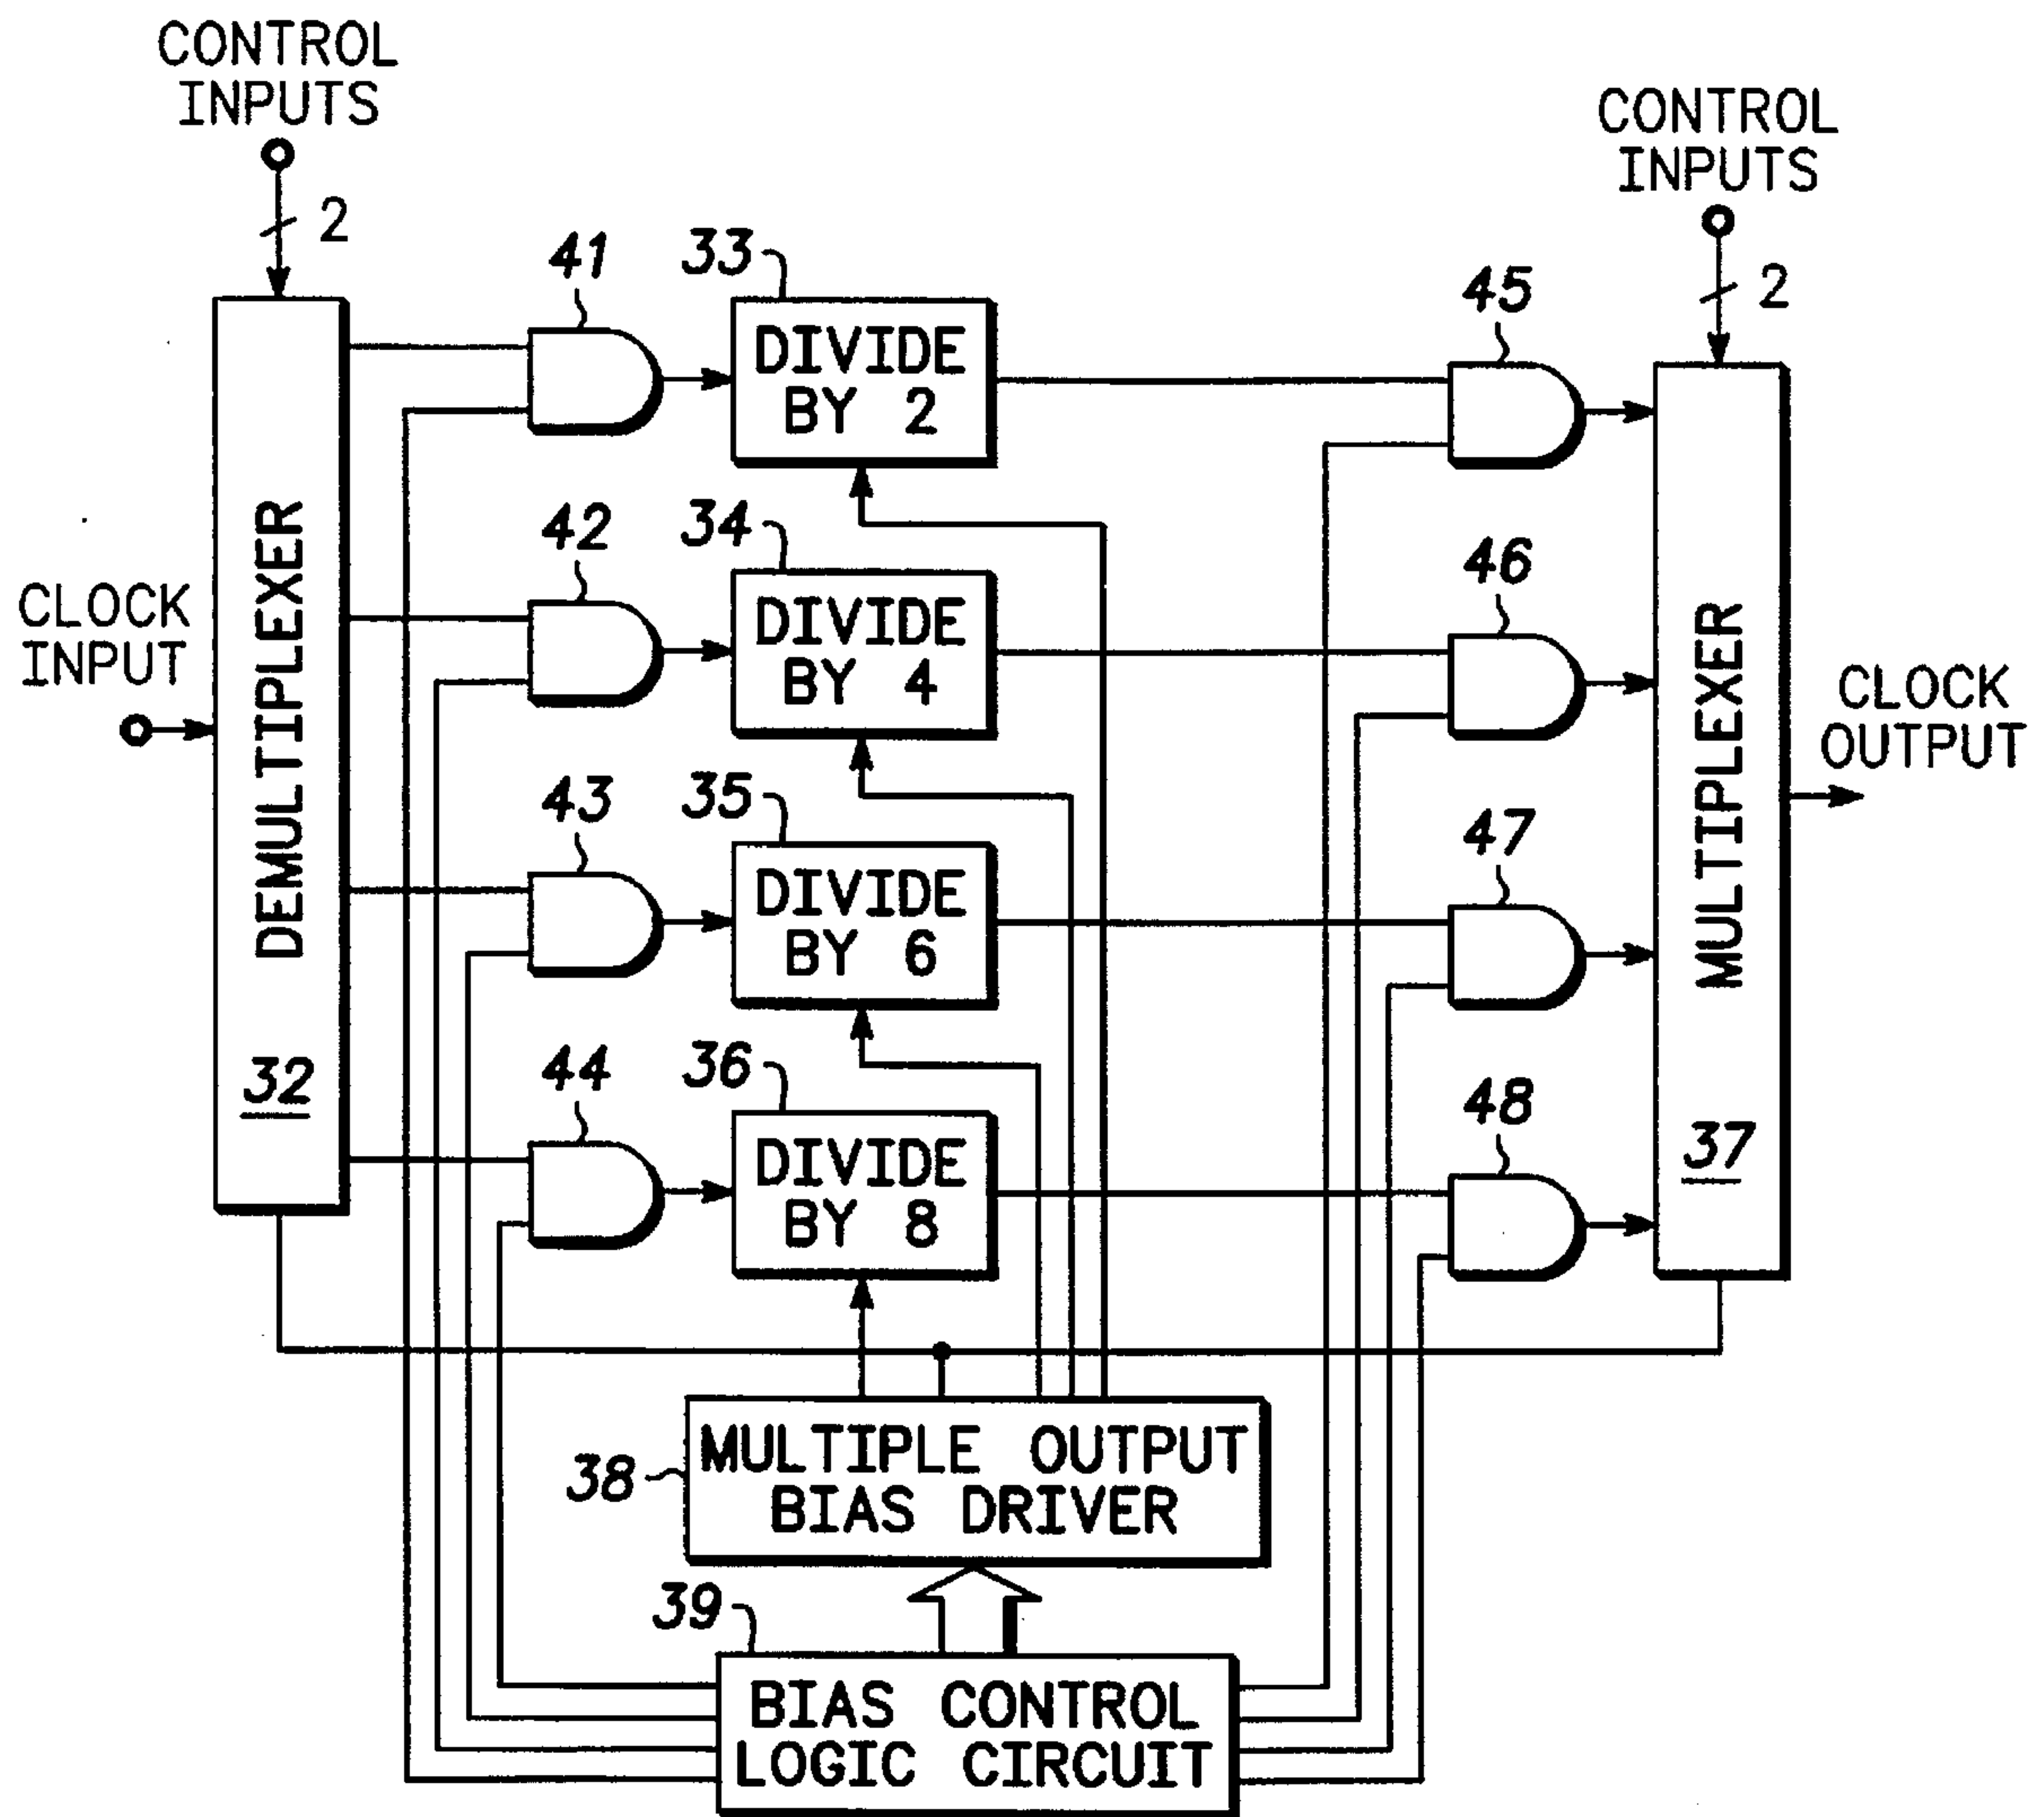 CONTROL
INPUTS
2
CONTROL
INPUTS
2
41
33
DIVIDE
BY 2
45
42
34
DIVIDE
BY 4
46
CLOCK
INPUT
DEMULTIPLEXER
32
MULTIPLEXER
37
CLOCK
OUTPUT
43
35
DIVIDE
BY 6
47
44
36
DIVIDE
BY 8
48
38
MULTIPLE OUTPUT
BIAS DRIVER
39
BIAS CONTROL
LOGIC CIRCUIT